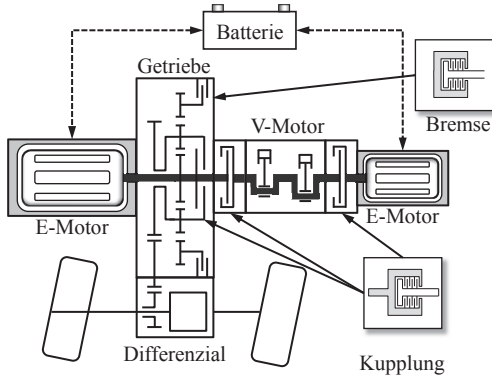 Batterie
Getriebe
V-Motor
Bremse
E-Motor
E-Motor
Differenzial
Kupplung